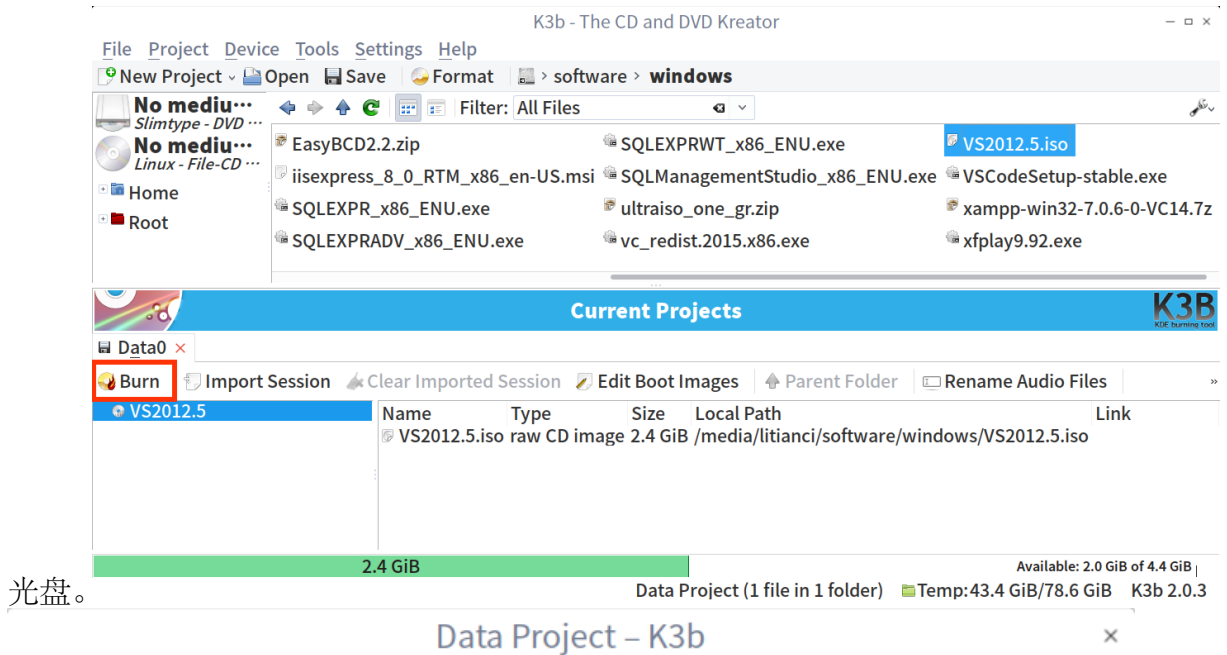 K3b - The CD and DVD Kreator
File Project Device Tools Settings Help
New Project Open Save Format > software > windows
No mediu···
Slimtype - DVD ···
No mediu···
Linux - File-CD ···
Home
Root
Filter: All Files
EasyBCD2.2.zip SQLEXPRWT_x86_ENU.exe VS2012.5.iso
iisexpress_8_0_RTM_x86_en-US.msi SQLManagementStudio_x86_ENU.exe VSCodeSetup-stable.exe
SQLEXPR_x86_ENU.exe ultraiso_one_gr.zip xampp-win32-7.0.6-0-VC14.7z
SQLEXPRADV_x86_ENU.exe vc_redist.2015.x86.exe xfplay9.92.exe
Current Projects
K3B
KDE burning tool
Data0 ×
Burn Import Session Clear Imported Session Edit Boot Images Parent Folder Rename Audio Files »
VS2012.5
Name Type Size Local Path Link
VS2012.5.iso raw CD image 2.4 GiB /media/litianci/software/windows/VS2012.5.iso
2.4 GiB Available: 2.0 GiB of 4.4 GiB
Data Project (1 file in 1 folder) Temp:43.4 GiB/78.6 GiB K3b 2.0.3
光盘。
Data Project – K3b